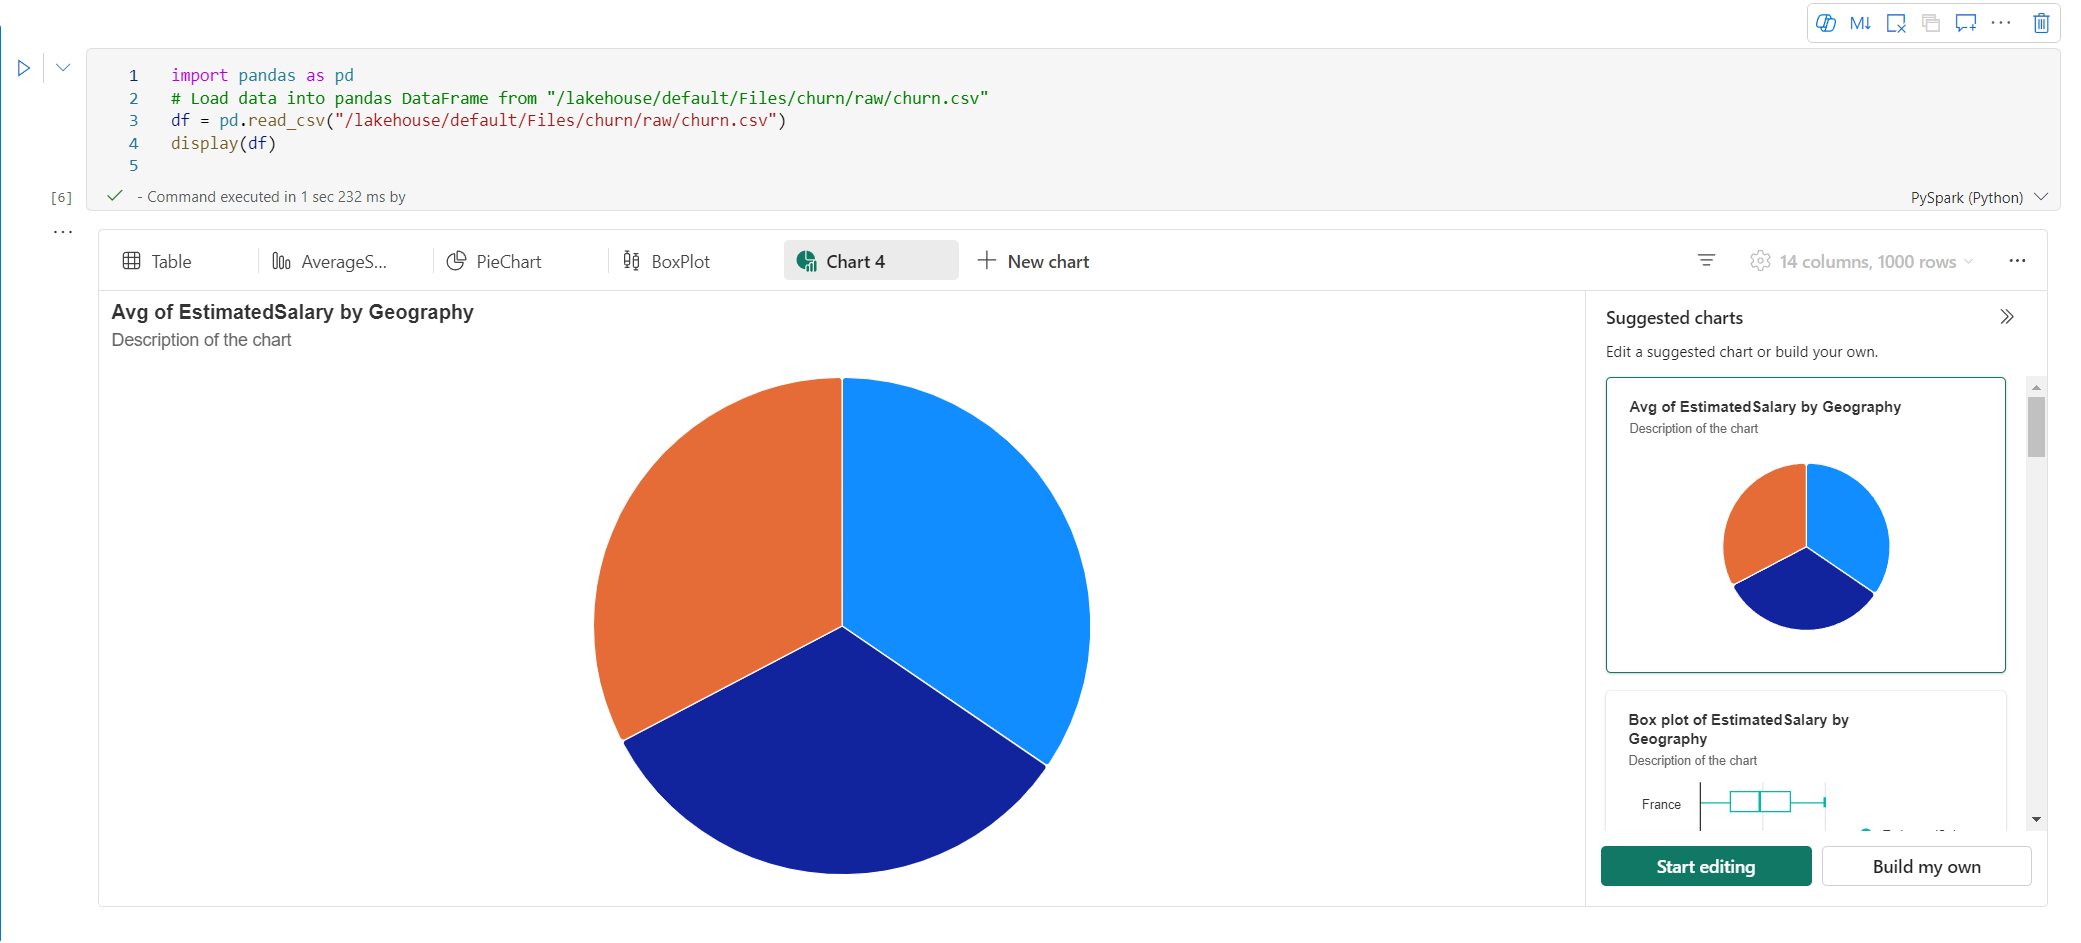 M↓
1 import pandas as pd
2 # Load data into pandas DataFrame from "/lakehouse/default/Files/churn/raw/churn.csv"
3 df = pd.read_csv("/lakehouse/default/Files/churn/raw/churn.csv")
4 display(df)
5
[6] - Command executed in 1 sec 232 ms by PySpark (Python)
Table AverageS... PieChart BoxPlot Chart 4 New chart 14 columns, 1000 rows
Avg of EstimatedSalary by Geography
Description of the chart
Suggested charts
Edit a suggested chart or build your own.
Avg of EstimatedSalary by Geography
Description of the chart
Box plot of EstimatedSalary by
Geography
Description of the chart
France
Start editing Build my own